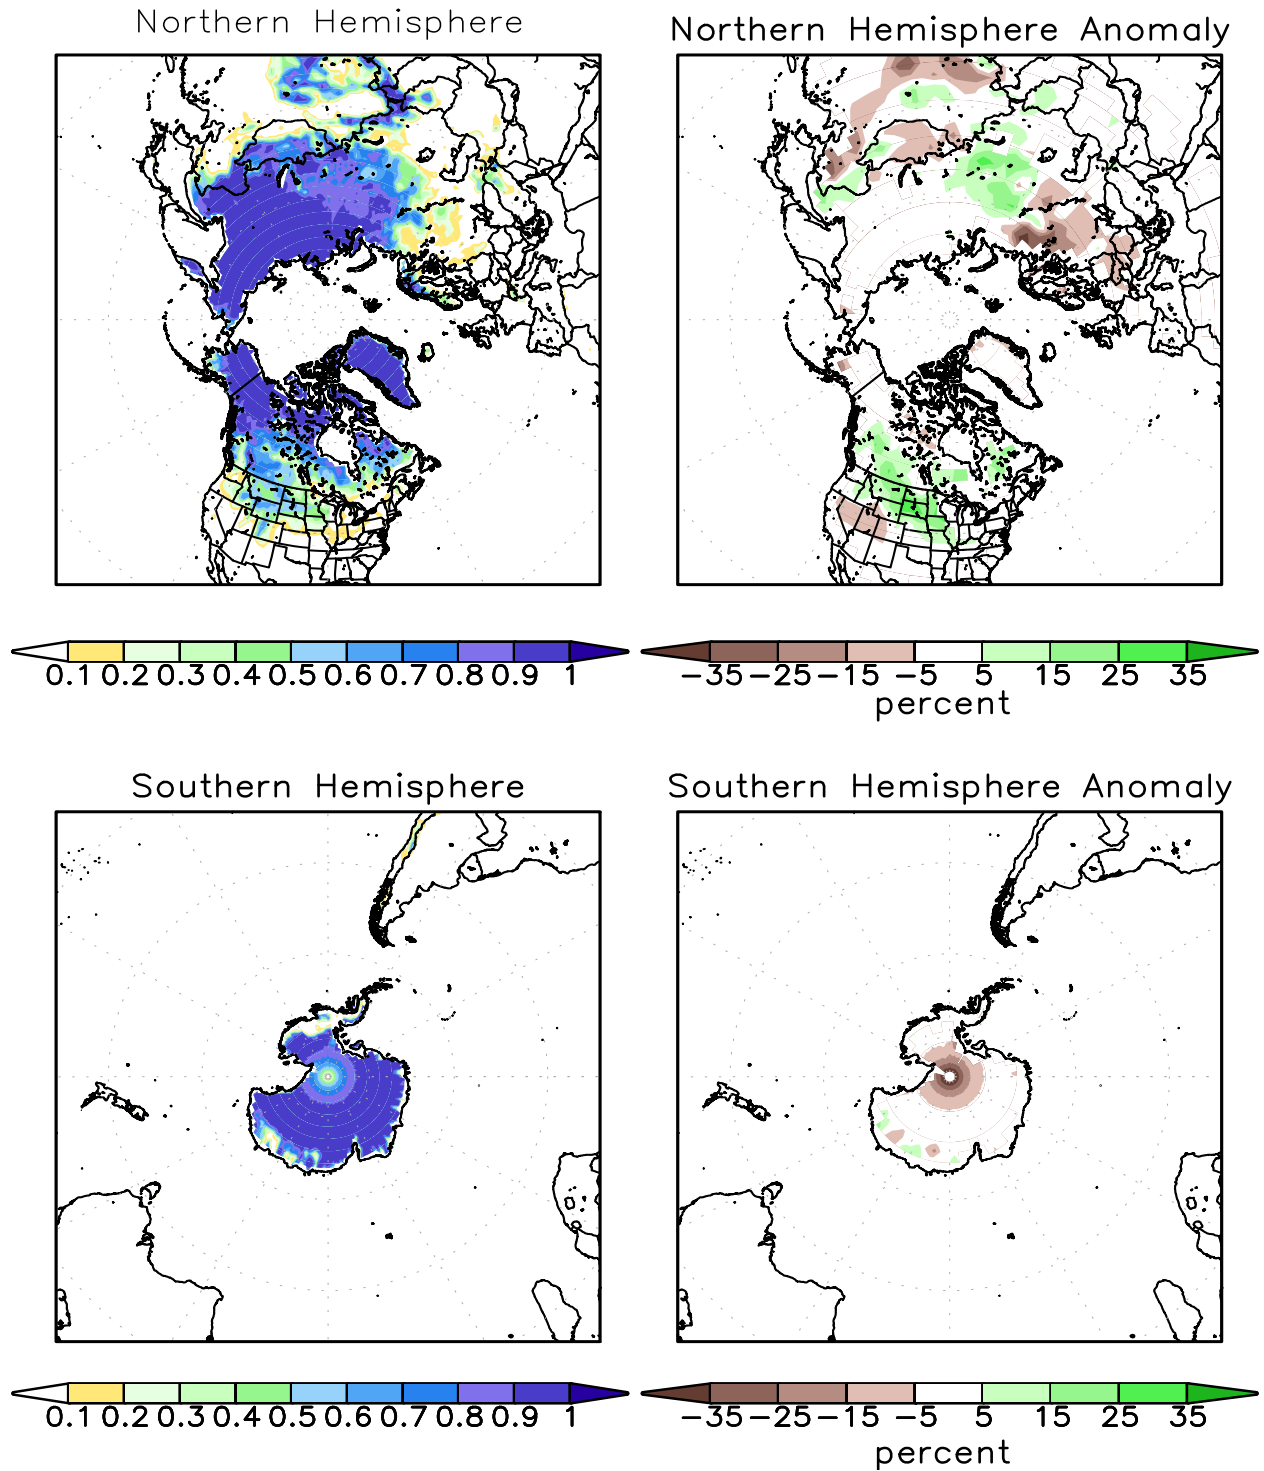 Northern Hemisphere
Northern Hemisphere Anomaly
0.1 0.2 0.3 0.4 0.5 0.6 0.7 0.8 0.9 1
-35 -25 -15 -5 5 15 25 35
percent
Southern Hemisphere
Southern Hemisphere Anomaly
0.1 0.2 0.3 0.4 0.5 0.6 0.7 0.8 0.9 1
-35 -25 -15 -5 5 15 25 35
percent